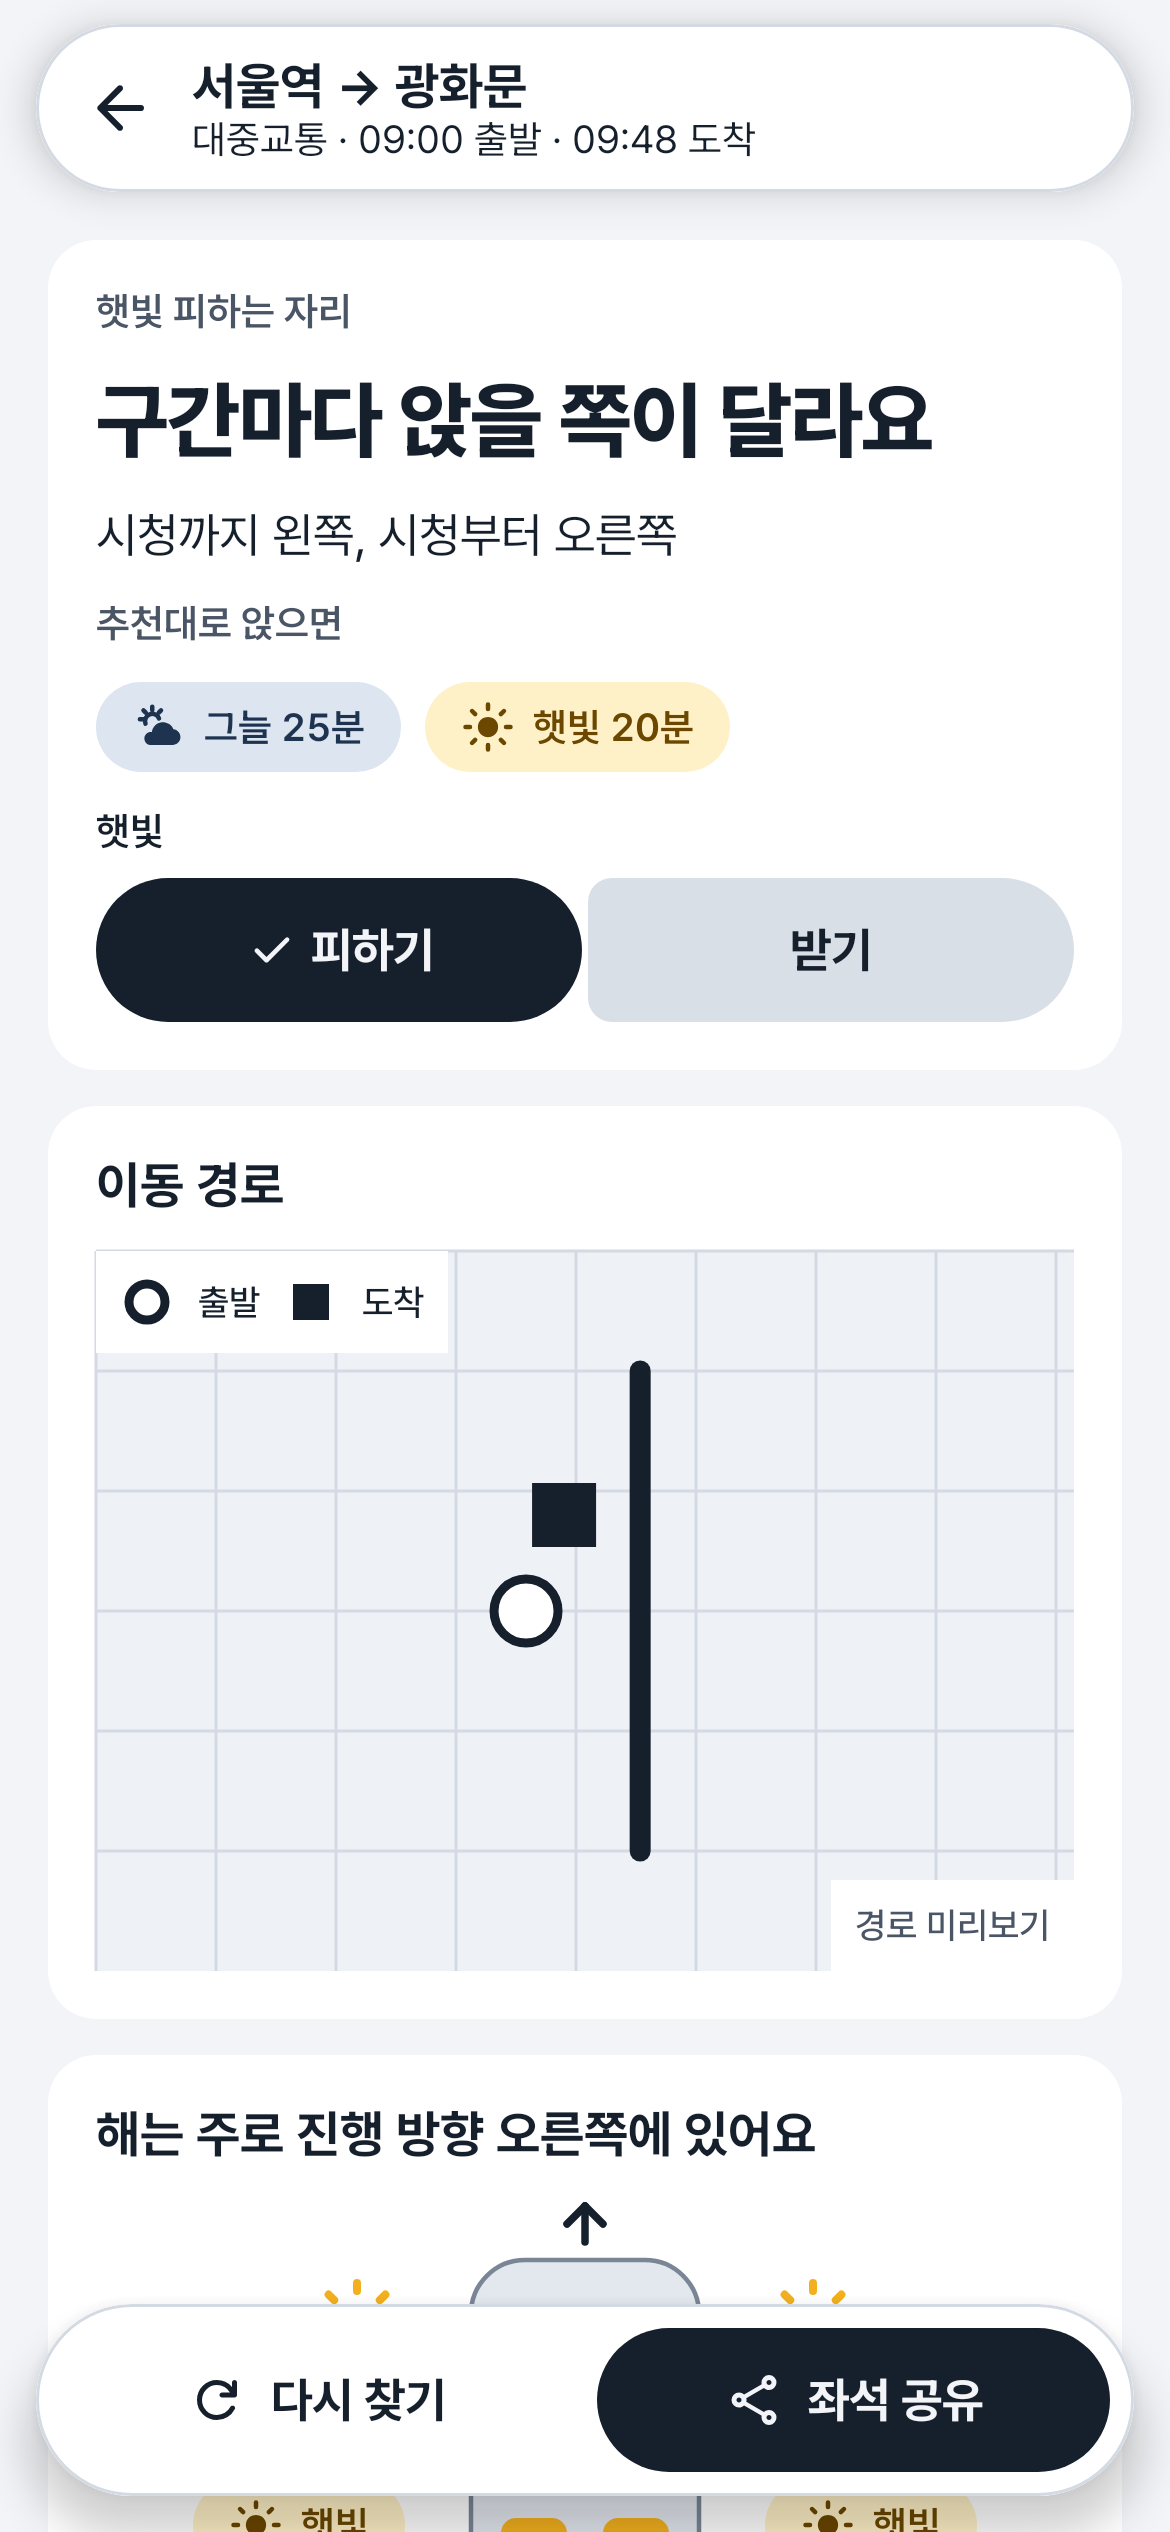 서울역 → 광화문
대중교통 · 09:00 출발 · 09:48 도착
햇빛 피하는 자리
구간마다 앉을 쪽이 달라요
시청까지 왼쪽, 시청부터 오른쪽
추천대로 앉으면
그늘 25분 햇빛 20분
햇빛
피하기 받기
이동 경로
출발 도착
경로 미리보기
해는 주로 진행 방향 오른쪽에 있어요
다시 찾기 좌석 공유
햇빛 햇빛